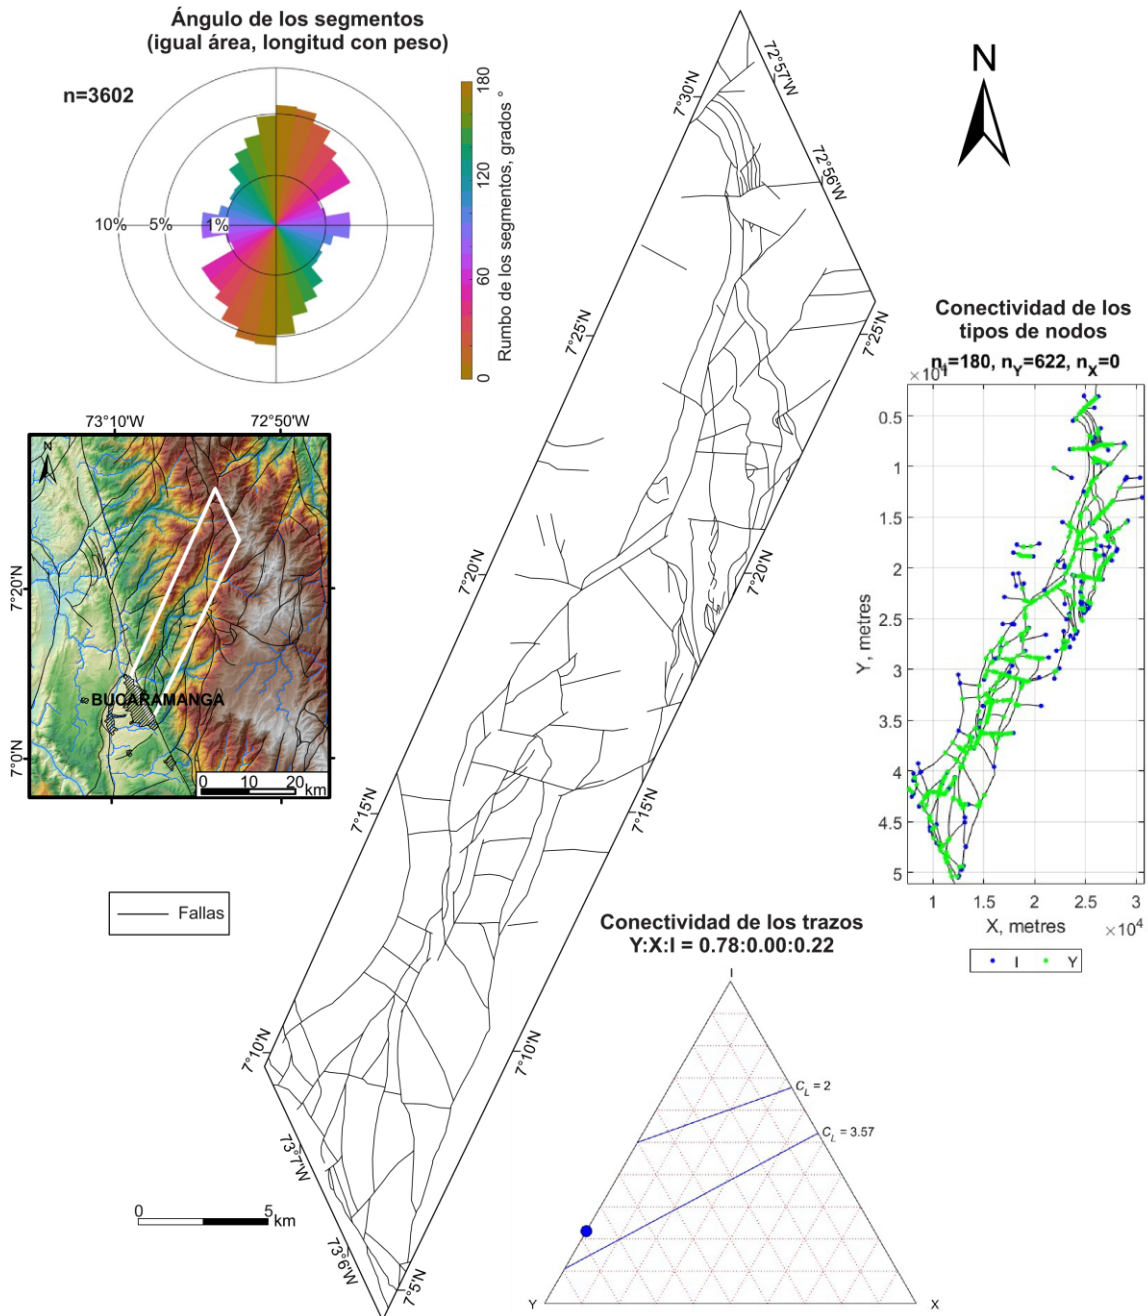 Ángulo de los segmentos
(igual área, longitud con peso)
n=3602
10%
5%
1%
180
120
60
0
Rumbo de los segmentos, grados °
N
72°57'W
7°30'N
72°56'W
7°25'N
7°25'N
7°20'N
7°20'N
7°15'N
7°15'N
7°10'N
7°10'N
73°7'W
73°6'W
7°5'N
73°10'W
72°50'W
N
7°20'N
7°0'N
BUCARAMANGA
0 10 20
km
Fallas
0 5
km
Conectividad de los
tipos de nodos
nI=180, nY=622, nX=0
0.5
1
1.5
2
2.5
3
3.5
4
4.5
5
Y, metres
1 1.5 2 2.5 3
X, metres
×10⁴
I Y
Conectividad de los trazos
Y:X:I = 0.78:0.00:0.22
I
CL = 2
CL = 3.57
Y
X